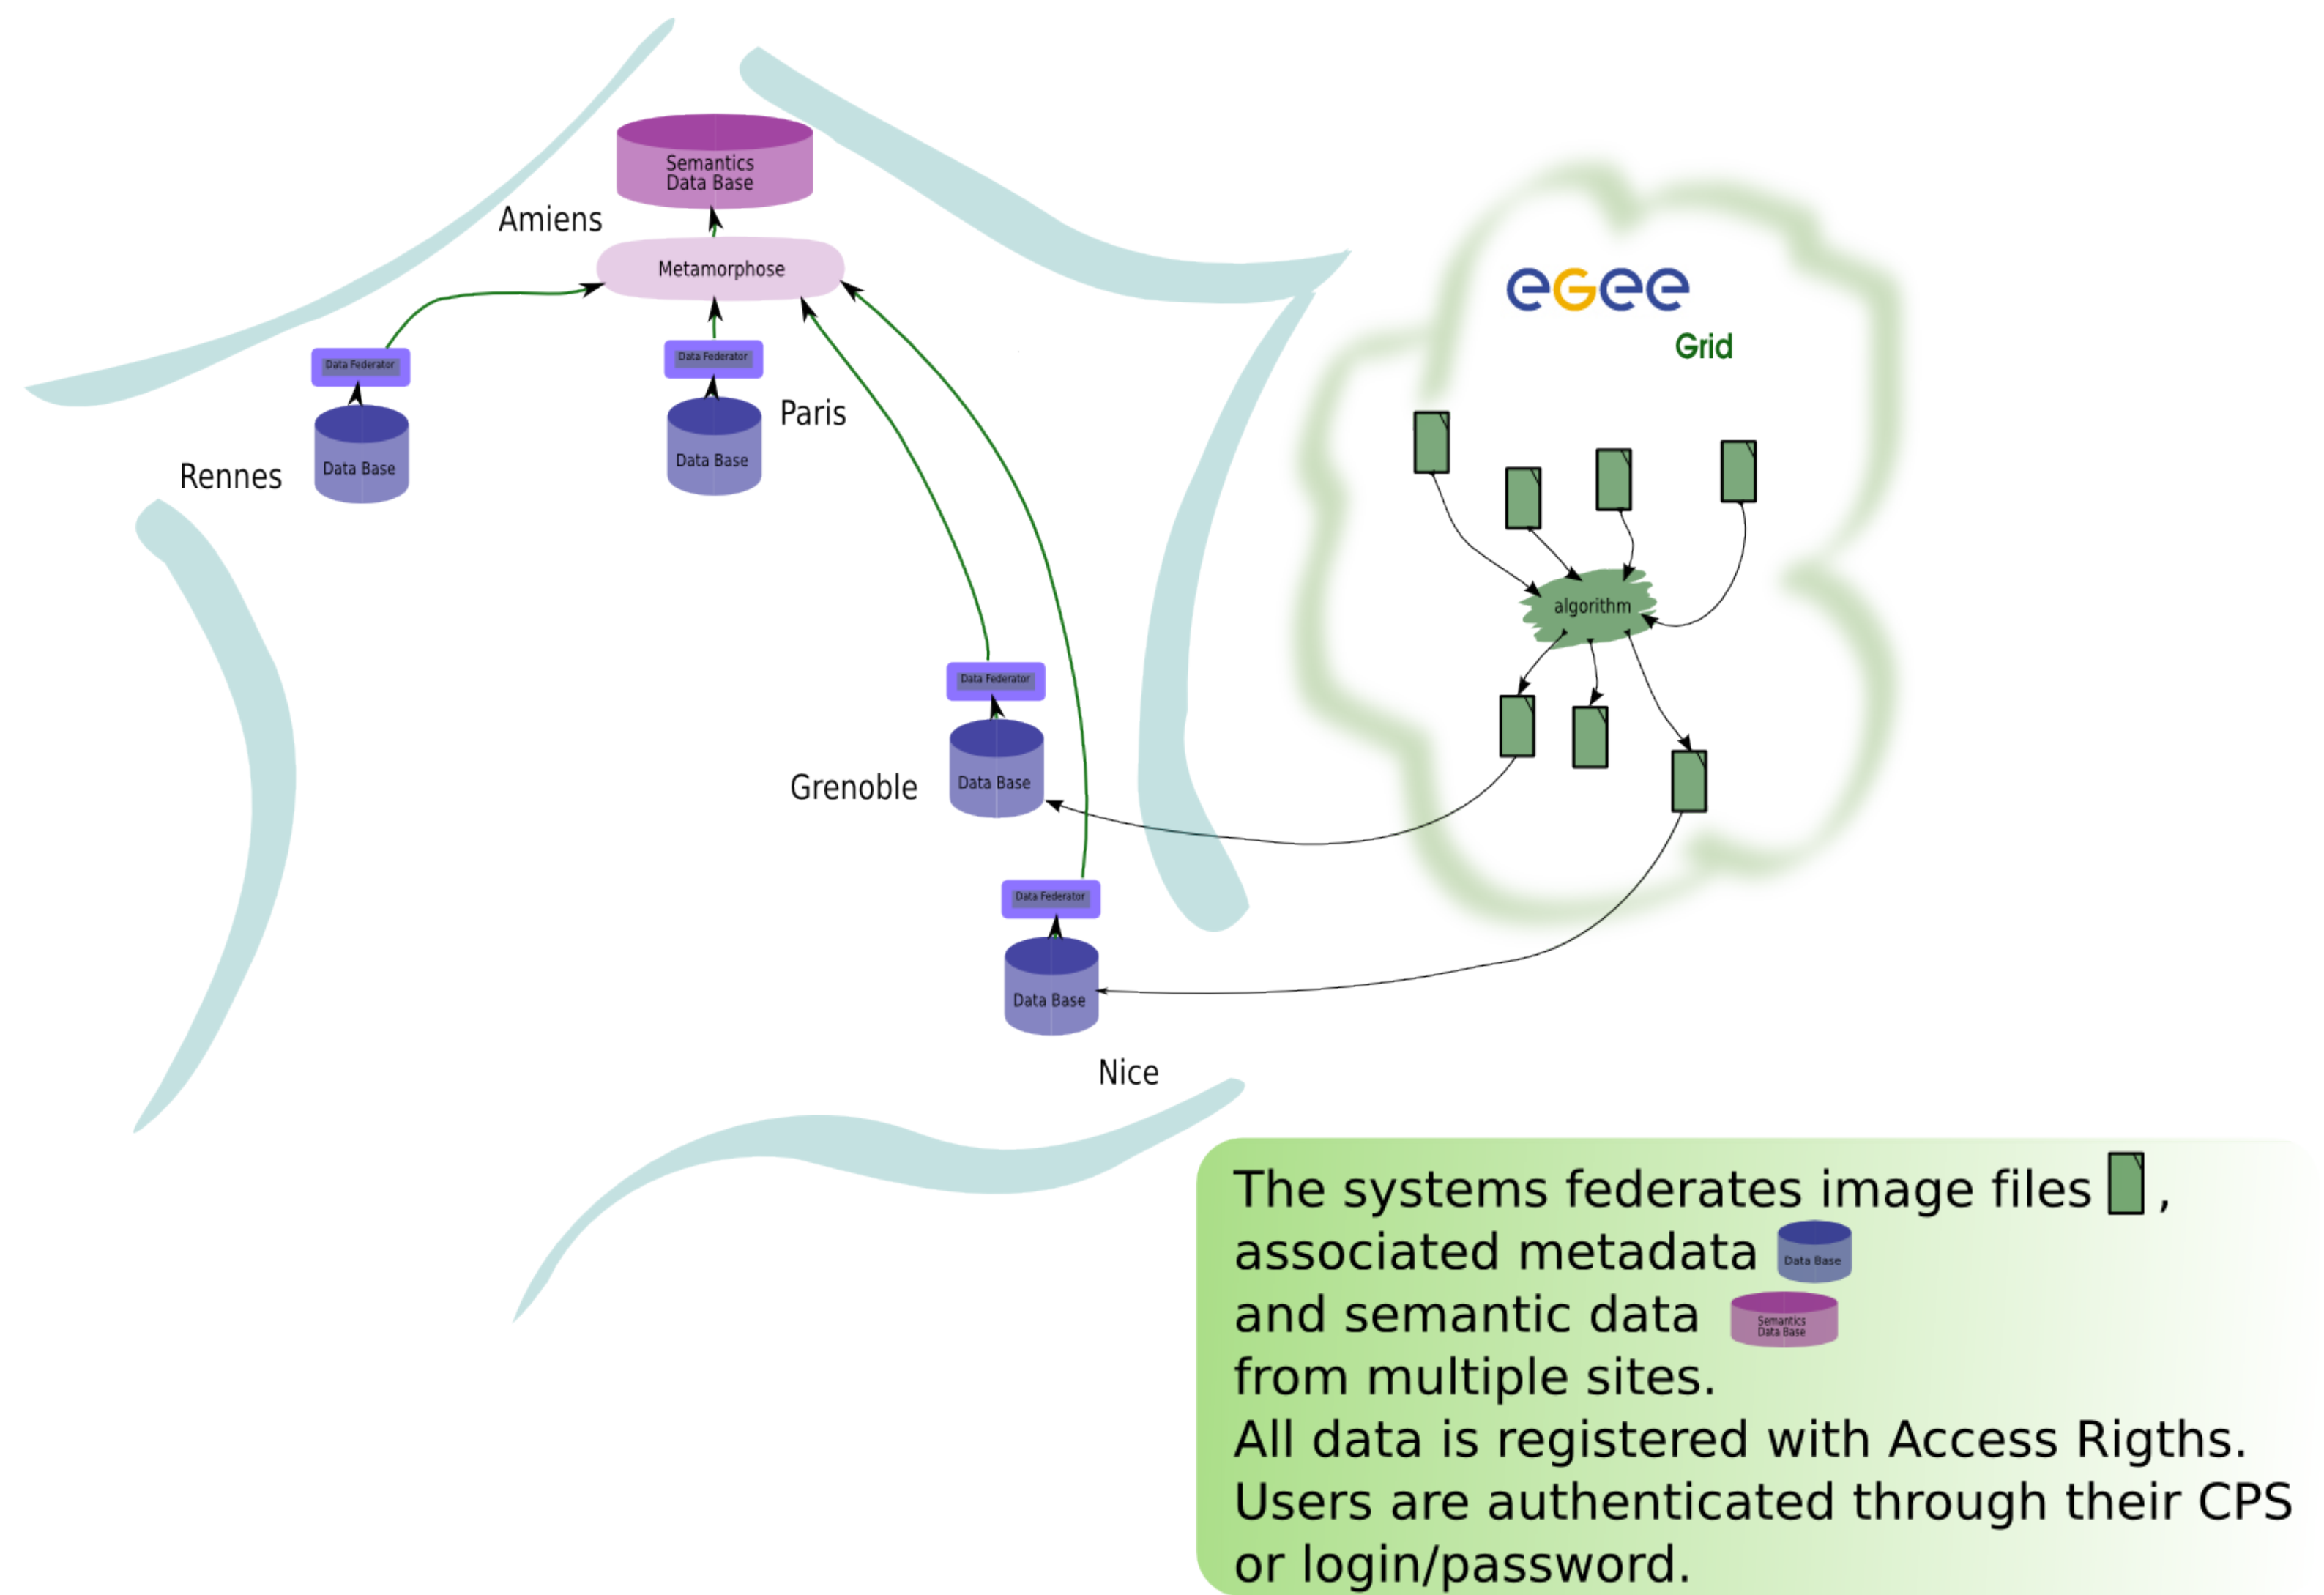 Semantics
Data Base
Amiens
Metamorphose
Data Federator
Data Base
Rennes
Data Federator
Data Base
Paris
Data Federator
Data Base
Grenoble
Data Federator
Data Base
Nice
eGee
Grid
algorithm
The systems federates image files ,
associated metadata Data Base
and semantic data Semantics
Data Base
from multiple sites.
All data is registered with Access Rigths.
Users are authenticated through their CPS
or login/password.